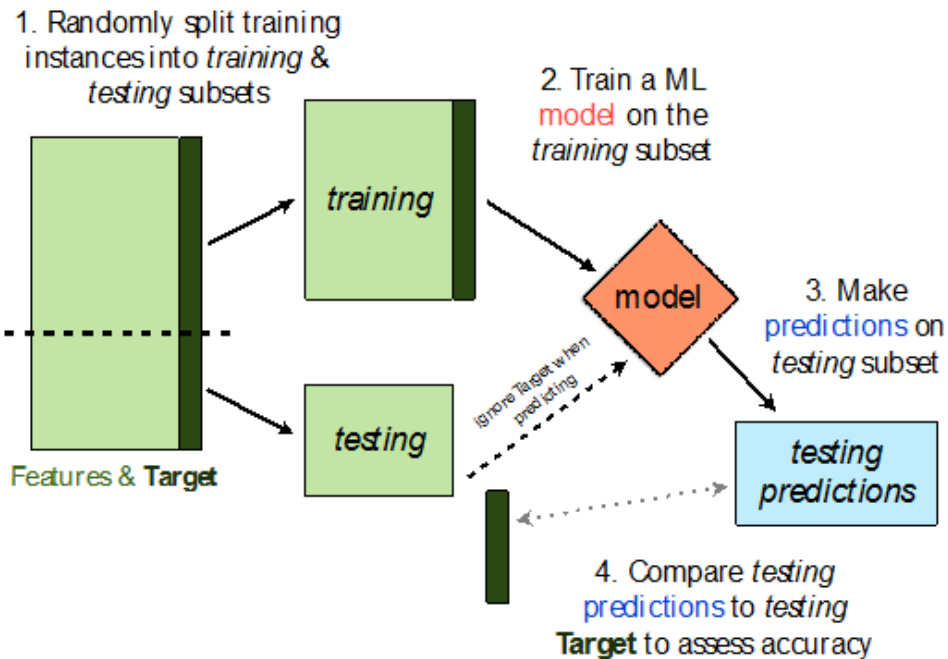 1. Randomly split training
instances into training &
testing subsets
2. Train a ML
model on the
training subset
training
model
3. Make
predictions on
testing subset
ignore Target when
predicting
testing
Features & Target
testing
predictions
4. Compare testing
predictions to testing
Target to assess accuracy